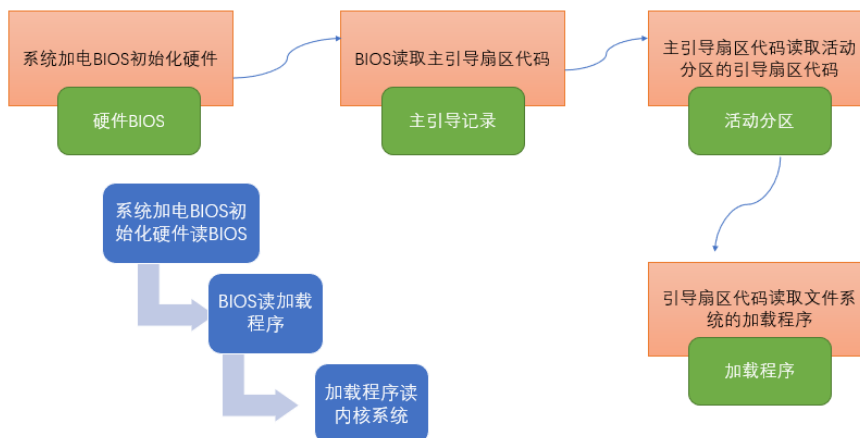 系统加电BIOS初始化硬件
硬件BIOS
BIOS读取主引导扇区代码
主引导记录
主引导扇区代码读取活动
分区的引导扇区代码
活动分区
系统加电BIOS初
始化硬件读BIOS
BIOS读加载
程序
加载程序读
内核系统
引导扇区代码读取文件系
统的加载程序
加载程序